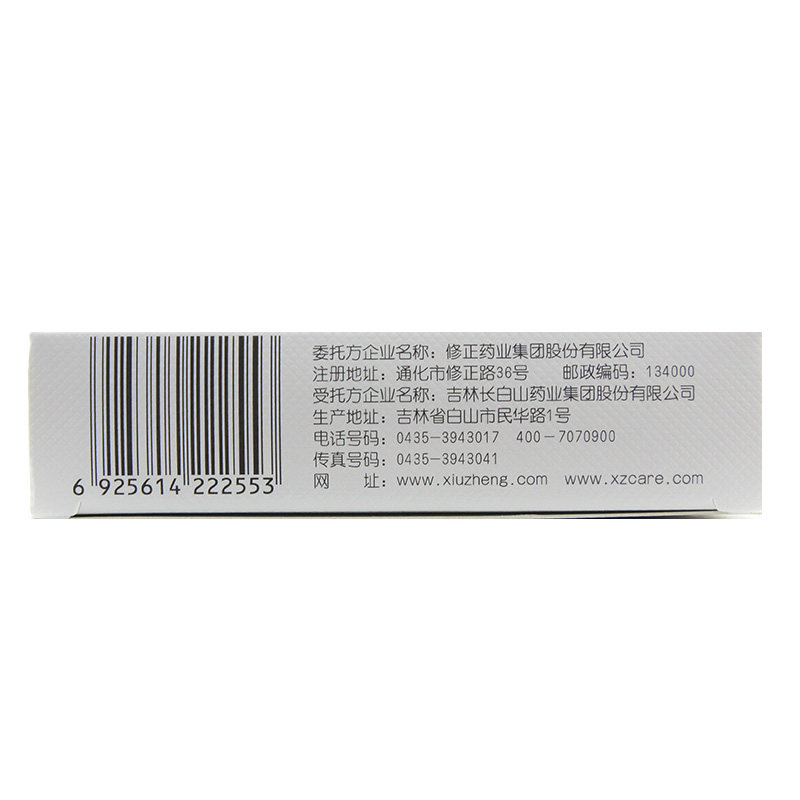 委托方企业名称：修正药业集团股份有限公司
注册地址：通化市修正路36号 邮政编码：134000
受托方企业名称：吉林长白山药业集团股份有限公司
生产地址：吉林省白山市民华路1号
电话号码：0435-3943017 400-7070900
传真号码：0435-3943041
网 址：www.xiuzheng.com www.xzcare.com
6 925614 222553